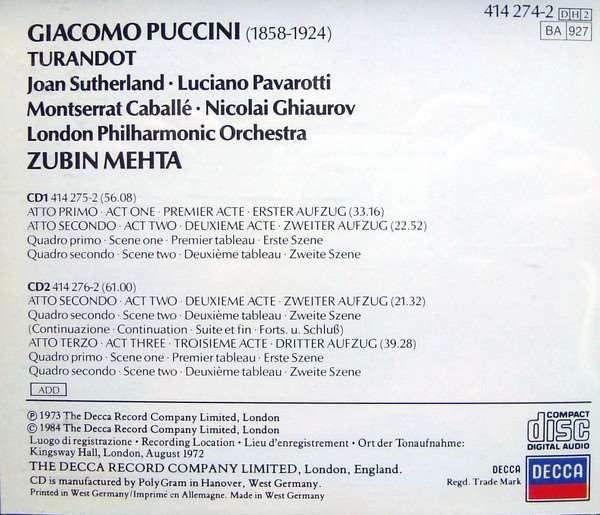 GIACOMO PUCCINI (1858-1924)
414 274-2 DH2
BA 927
TURANDOT
Joan Sutherland · Luciano Pavarotti
Montserrat Caballé · Nicolai Ghiaurov
London Philharmonic Orchestra
ZUBIN MEHTA
CD1 414 275-2 (56.08)
ATTO PRIMO · ACT ONE · PREMIER ACTE · ERSTER AUFZUG (33.16)
ATTO SECONDO · ACT TWO · DEUXIEME ACTE · ZWEITER AUFZUG (22.52)
Quadro primo · Scene one · Premier tableau · Erste Szene
Quadro secondo · Scene two · Deuxième tableau · Zweite Szene
CD2 414 276-2 (61.00)
ATTO SECONDO · ACT TWO · DEUXIEME ACTE · ZWEITER AUFZUG (21.32)
Quadro secondo · Scene two · Deuxième tableau · Zweite Szene
(Continuazione · Continuation · Suite et fin · Forts. u. Schluß)
ATTO TERZO · ACT THREE · TROISIEME ACTE · DRITTER AUFZUG (39.28)
Quadro primo · Scene one · Premier tableau · Erste Szene
Quadro secondo · Scene two · Deuxième tableau · Zweite Szene
ADD
℗ 1973 The Decca Record Company Limited, London
© 1984 The Decca Record Company Limited, London
Luogo di registrazione · Recording Location · Lieu d'enregistrement · Ort der Tonaufnahme:
Kingsway Hall, London, August 1972
THE DECCA RECORD COMPANY LIMITED, London, England.
CD is manufactured by PolyGram in Hanover, West Germany
Printed in West Germany/Imprimé en Allemagne. Made in West Germany
COMPACT
disc
DIGITAL AUDIO
DECCA
Regd. Trade Mark
DECCA